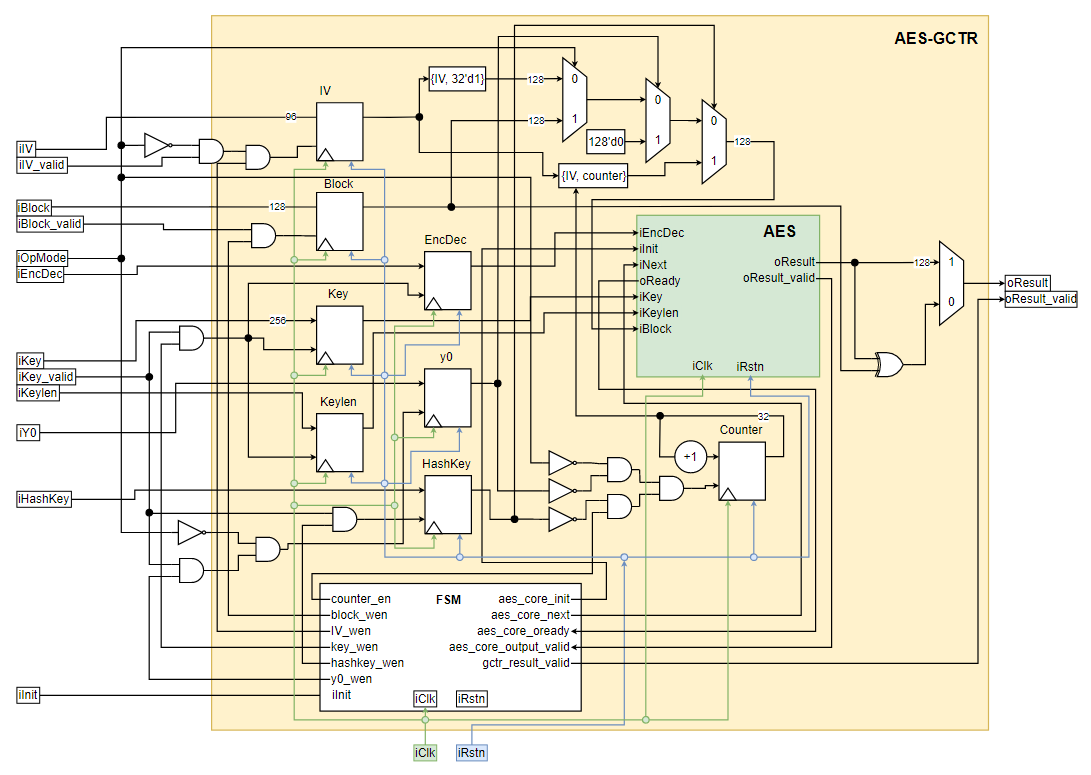 AES-GCTR
{IV, 32'd1}
128
0
1
128
IV
96
0
1
128'd0
0
1
128
iIV
iIV_valid
{IV, counter}
Block
128
iBlock
iBlock_valid
iOpMode
iEncDec
EncDec
AES
iEncDec
iInit
iNext
oReady
iKey
iKeylen
iBlock
oResult
oResult_valid
iClk
iRstn
128
1
0
oResult
oResult_valid
Key
256
iKey
iKey_valid
iKeylen
y0
Keylen
iY0
32
Counter
+1
HashKey
iHashKey
FSM
counter_en
block_wen
IV_wen
key_wen
hashkey_wen
y0_wen
iInit
aes_core_init
aes_core_next
aes_core_oready
aes_core_output_valid
gctr_result_valid
iClk
iRstn
iInit
iClk
iRstn